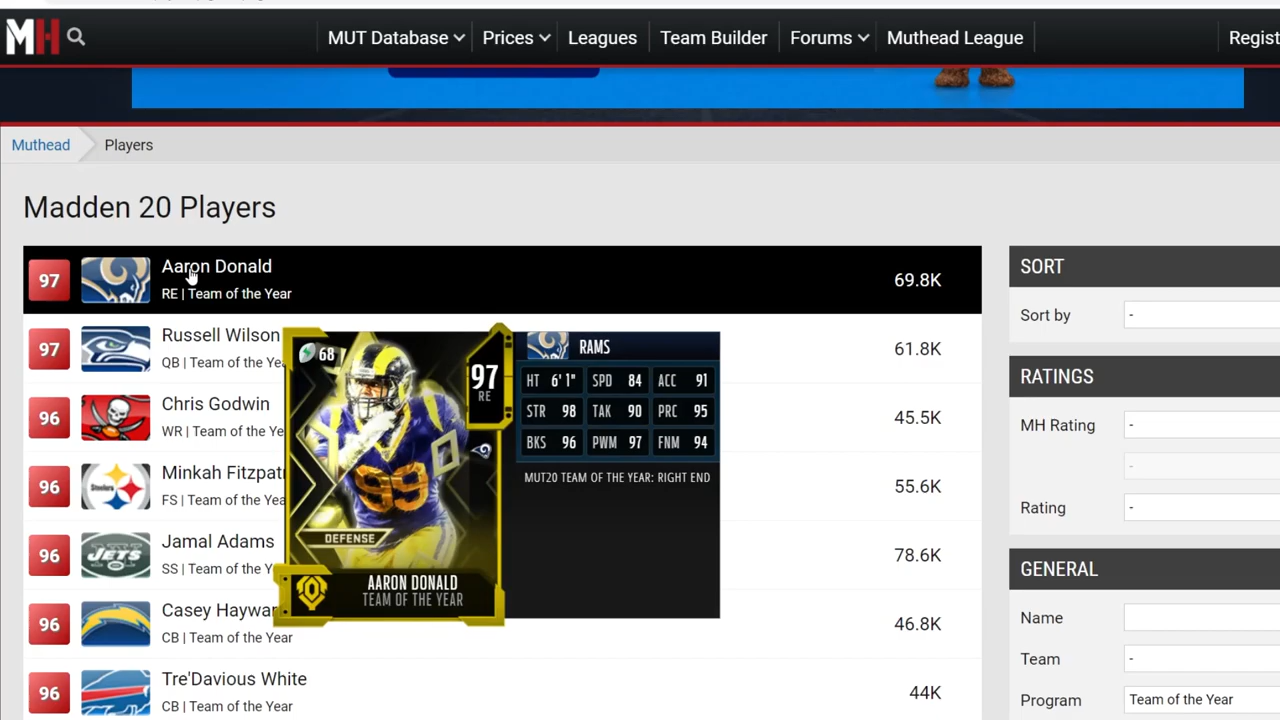 MH
MUT Database
Prices
Leagues
Team Builder
Forums
Muthead League
Regist
Muthead
Players
Madden 20 Players
97
Aaron Donald
RE | Team of the Year
69.8K
97
Russell Wilson
QB | Team of the Yea
61.8K
96
Chris Godwin
WR | Team of the Ye
45.5K
96
Minkah Fitzpatr
FS | Team of the Yea
55.6K
96
Jamal Adams
SS | Team of the Yea
78.6K
96
Casey Haywar
CB | Team of the Year
46.8K
96
Tre'Davious White
CB | Team of the Year
44K
68
97
RE
99
DEFENSE
AARON DONALD
TEAM OF THE YEAR
RAMS
HT 6' 1" SPD 84 ACC 91
STR 98 TAK 90 PRC 95
BKS 96 PWM 97 FNM 94
MUT20 TEAM OF THE YEAR: RIGHT END
SORT
Sort by -
RATINGS
MH Rating -
-
Rating -
GENERAL
Name
Team -
Program Team of the Year